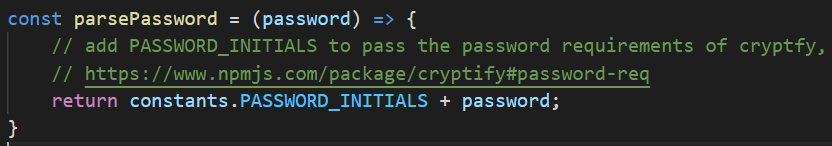 const parsePassword = (password) => {
// add PASSWORD_INITIALS to pass the password requirements of cryptfy,
// https://www.npmjs.com/package/cryptify#password-req
return constants.PASSWORD_INITIALS + password;
}